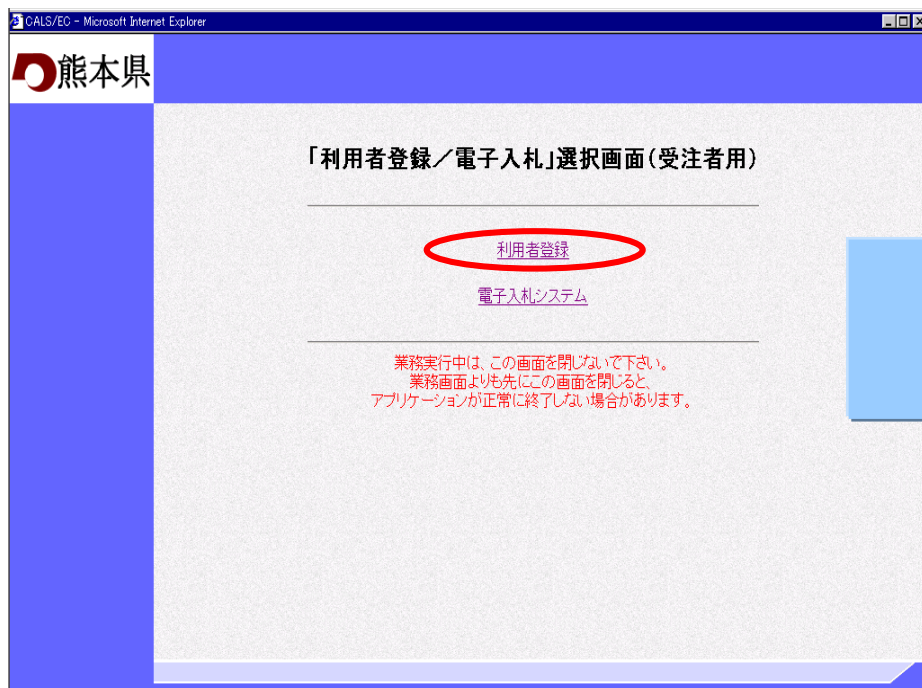 CALS/EC - Microsoft Internet Explorer
熊本県
「利用者登録／電子入札」選択画面(受注者用)
利用者登録
電子入札システム
業務実行中は、この画面を閉じないで下さい。
業務画面よりも先にこの画面を閉じると、
アプリケーションが正常に終了しない場合があります。